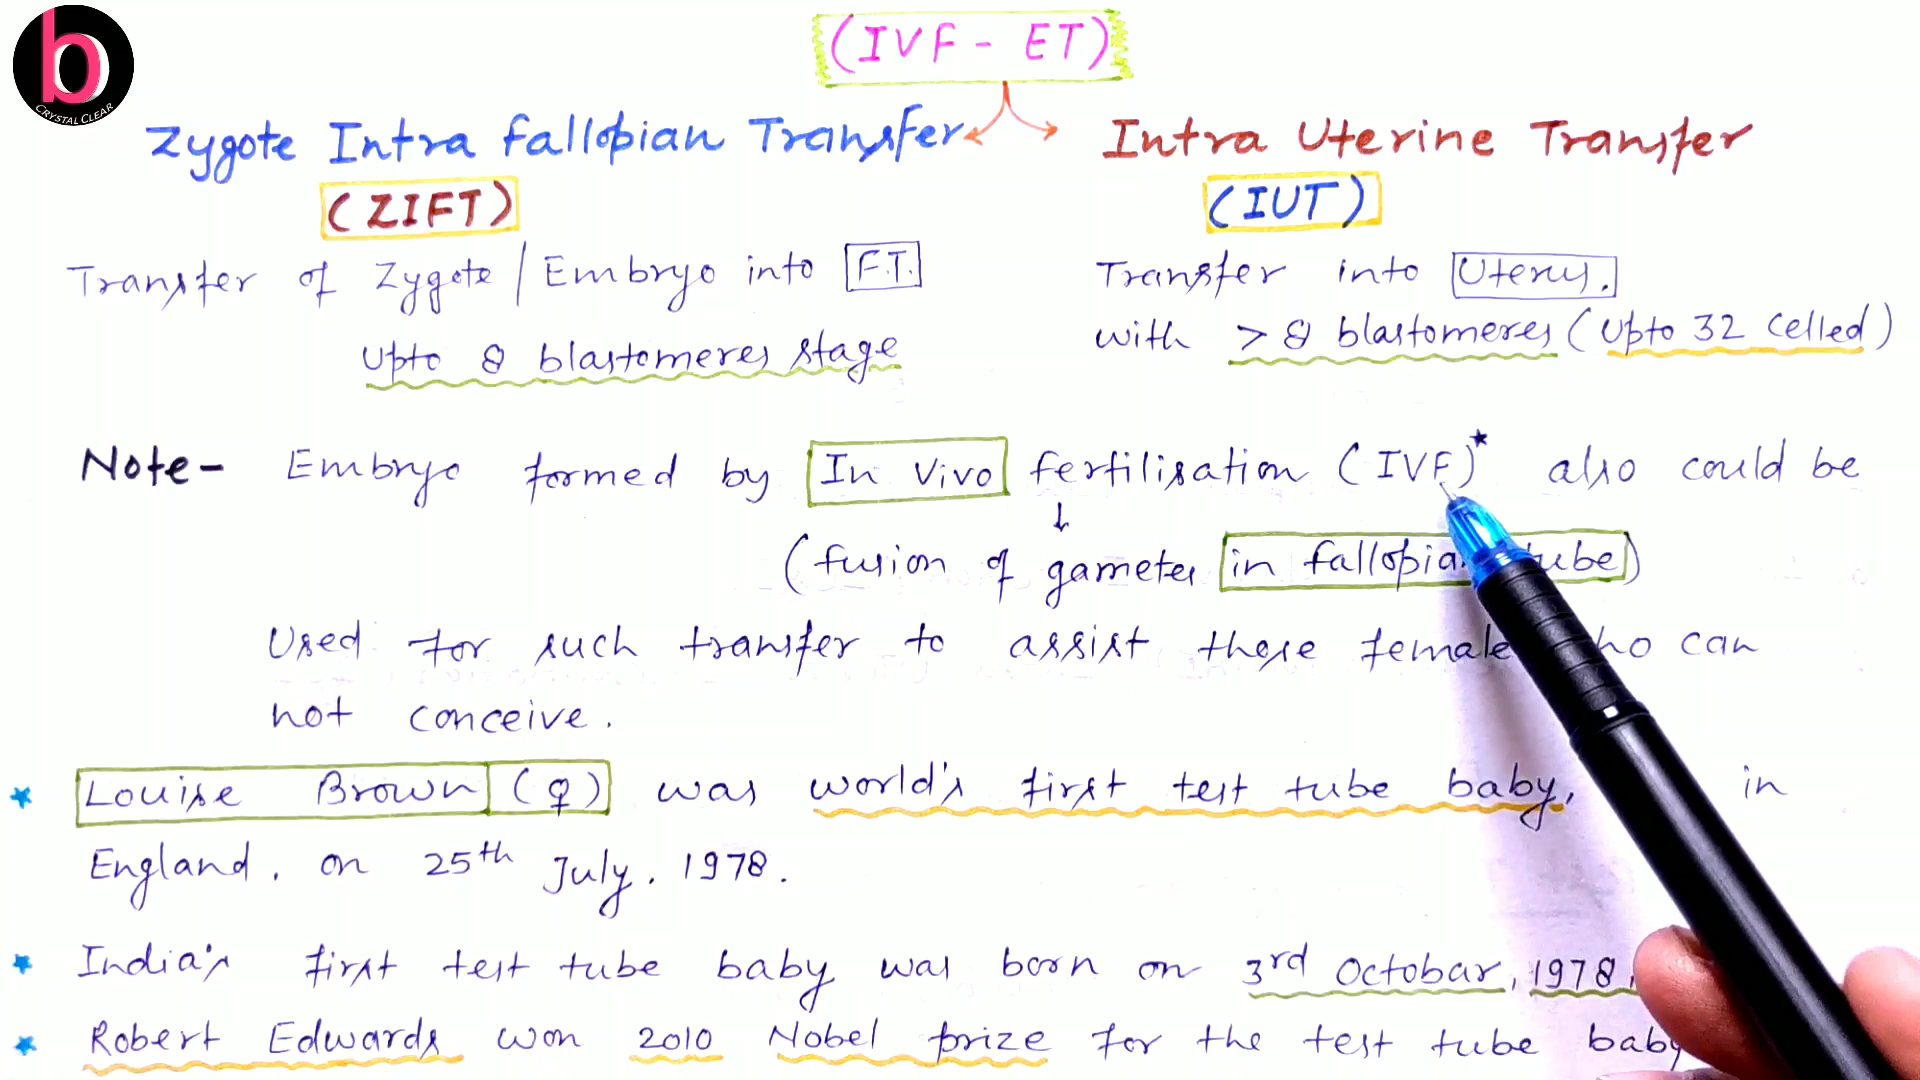 b
CRYSTAL CLEAR
(IVF - ET)
Zygote Intra Fallopian Transfer
(ZIFT)
Intra Uterine Transfer
(IUT)
Transfer of Zygote / Embryo into F.T.
Upto 8 blastomeres stage
Transfer into Uterus.
with > 8 blastomeres (Upto 32 Celled)
Note- Embryo formed by In Vivo fertilisation (IVF)* also could be
(fusion of gametes in fallopian tube)
Used for such transfer to assist those female who can
not conceive.
* Louise Brown (♀) was world's first test tube baby, in
England. on 25th July. 1978.
* India's first test tube baby was born on 3rd Octobar, 1978.
* Robert Edwards won 2010 Nobel prize for the test tube baby